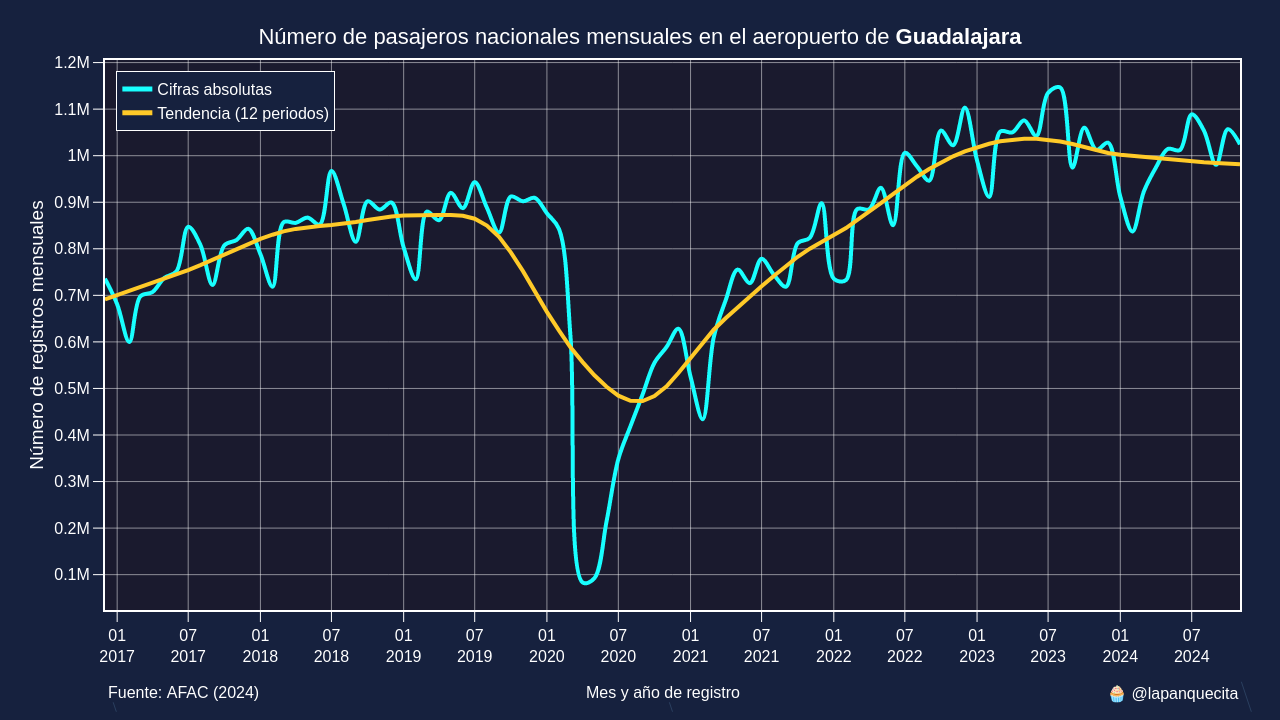 Número de pasajeros nacionales mensuales en el aeropuerto de Guadalajara
Cifras absolutas
Tendencia (12 periodos)
Número de registros mensuales
1.2M
1.1M
1M
0.9M
0.8M
0.7M
0.6M
0.5M
0.4M
0.3M
0.2M
0.1M
01 07 01 07 01 07 01 07 01 07 01 07 01 07 01 07
2017 2017 2018 2018 2019 2019 2020 2020 2021 2021 2022 2022 2023 2023 2024 2024
Fuente: AFAC (2024)
Mes y año de registro
🧁 @lapanquecita